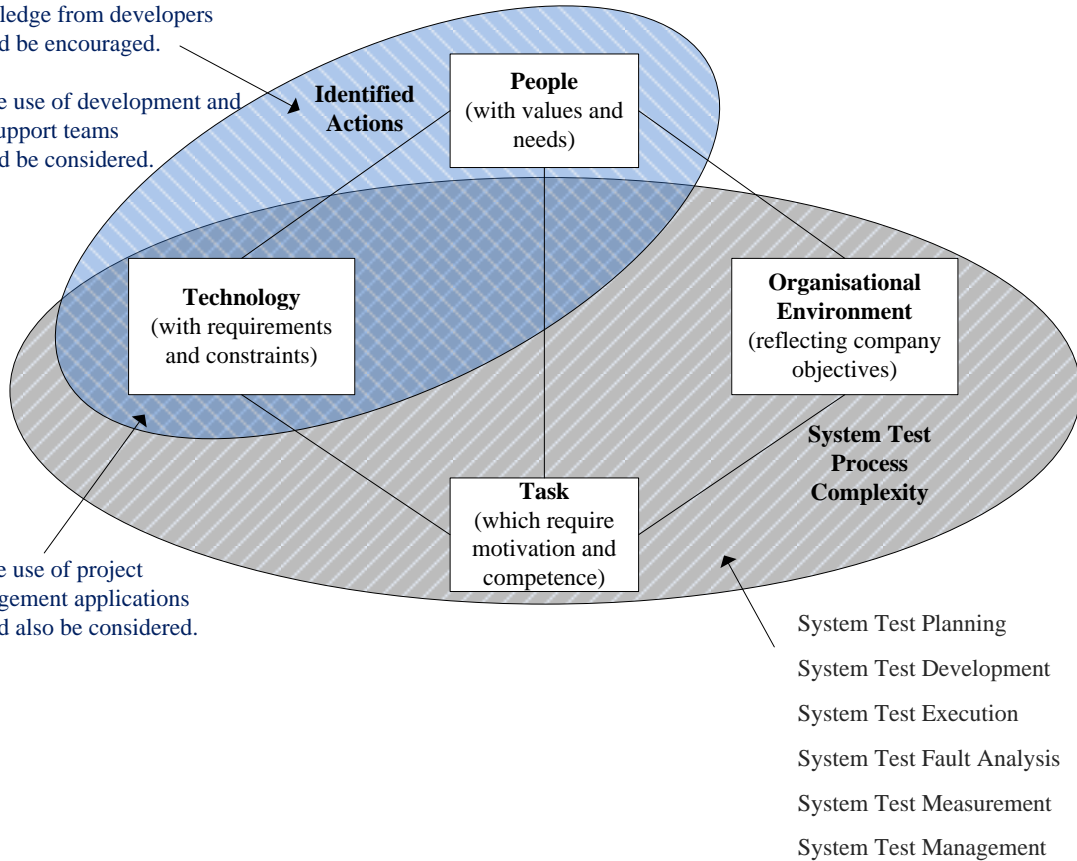 ledge from developers
d be encouraged.
e use of development and
upport teams
d be considered.
Identified
Actions
People
(with values and
needs)
Technology
(with requirements
and constraints)
Organisational
Environment
(reflecting company
objectives)
System Test
Process
Complexity
Task
(which require
motivation and
competence)
e use of project
gement applications
d also be considered.
System Test Planning
System Test Development
System Test Execution
System Test Fault Analysis
System Test Measurement
System Test Management